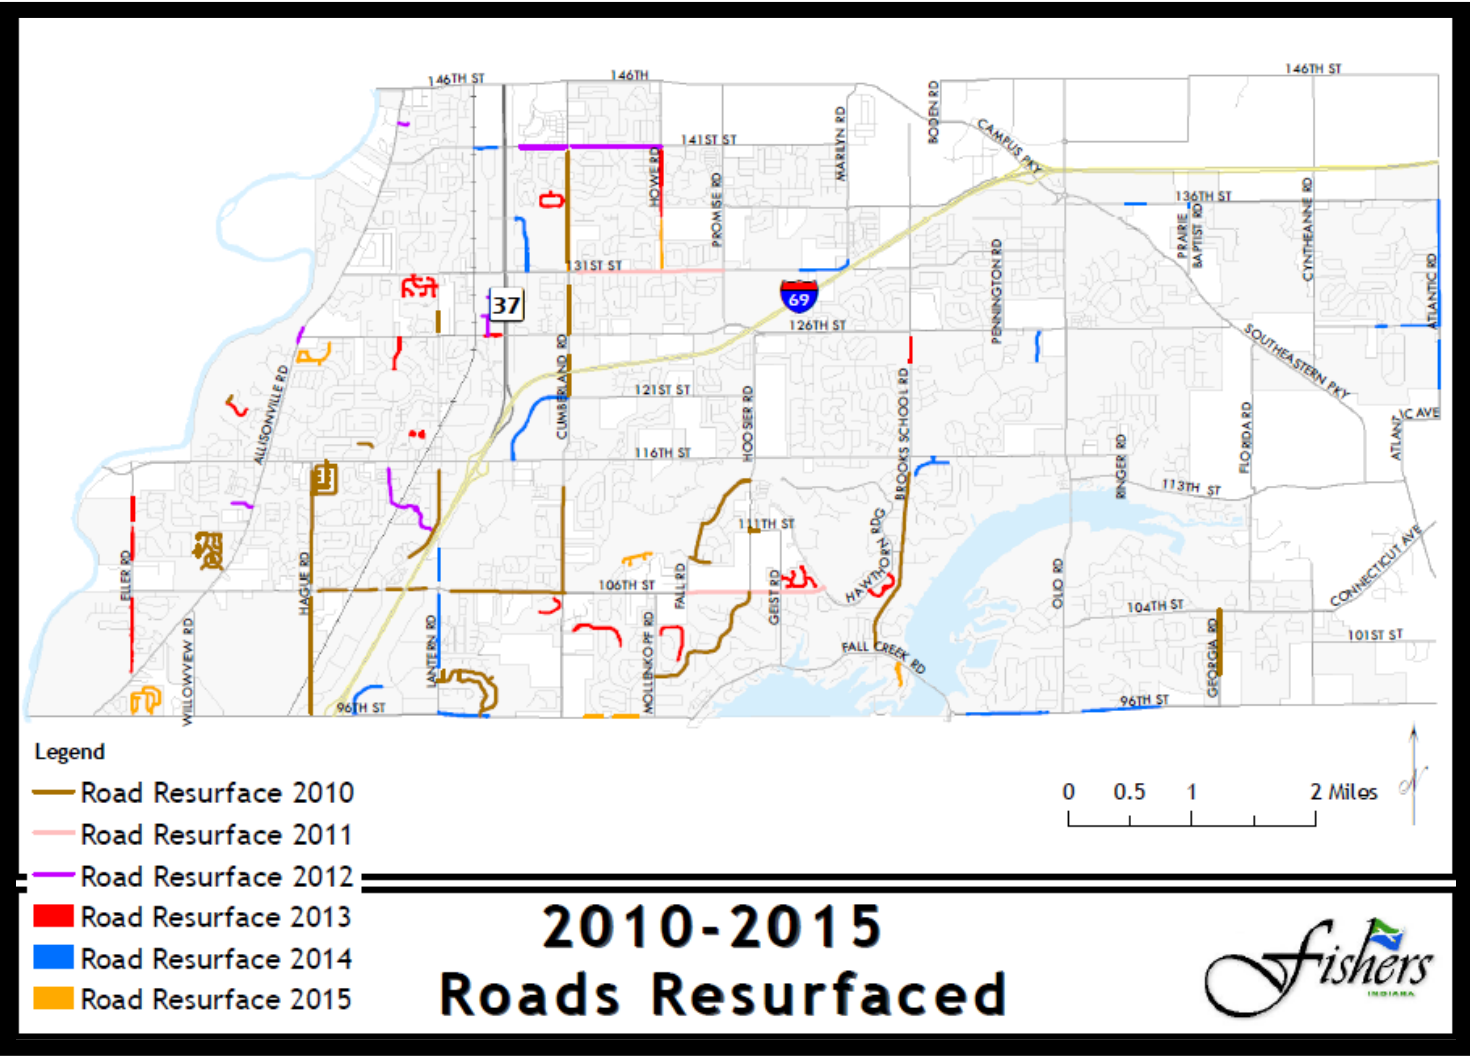 146TH ST
146TH
146TH ST
BODEN RD
CAMPUS PKY
141ST ST
MARILYN RD
HOWE RD
PROMISE RD
136TH ST
PRAIRIE
BAPTIST RD
CYNTHEANNE RD
131ST ST
PENNINGTON RD
ATLANTIC RD
37
69
126TH ST
SOUTHEASTERN PKY
CUMBERLAND RD
ALLISONVILLE RD
121ST ST
HOOSIER RD
BROOKS SCHOOL RD
FLORIDA RD
ATLANT
IC AVE
116TH ST
RINGER RD
113TH ST
111TH ST
HAWTHORN
G RD
CONNECTICUT AVE
ELLER RD
HAGUE RD
106TH ST
FALL RD
GEIST RD
OLIO RD
104TH ST
WILLOWVIEW RD
LANTERN RD
MOLLENKOPF RD
FALL CREEK RD
GEORGIA RD
101ST ST
96TH ST
96TH ST
Legend
Road Resurface 2010
Road Resurface 2011
Road Resurface 2012
Road Resurface 2013
Road Resurface 2014
Road Resurface 2015
0 0.5 1 2 Miles
N
2010-2015
Roads Resurfaced
Fishers
INDIANA